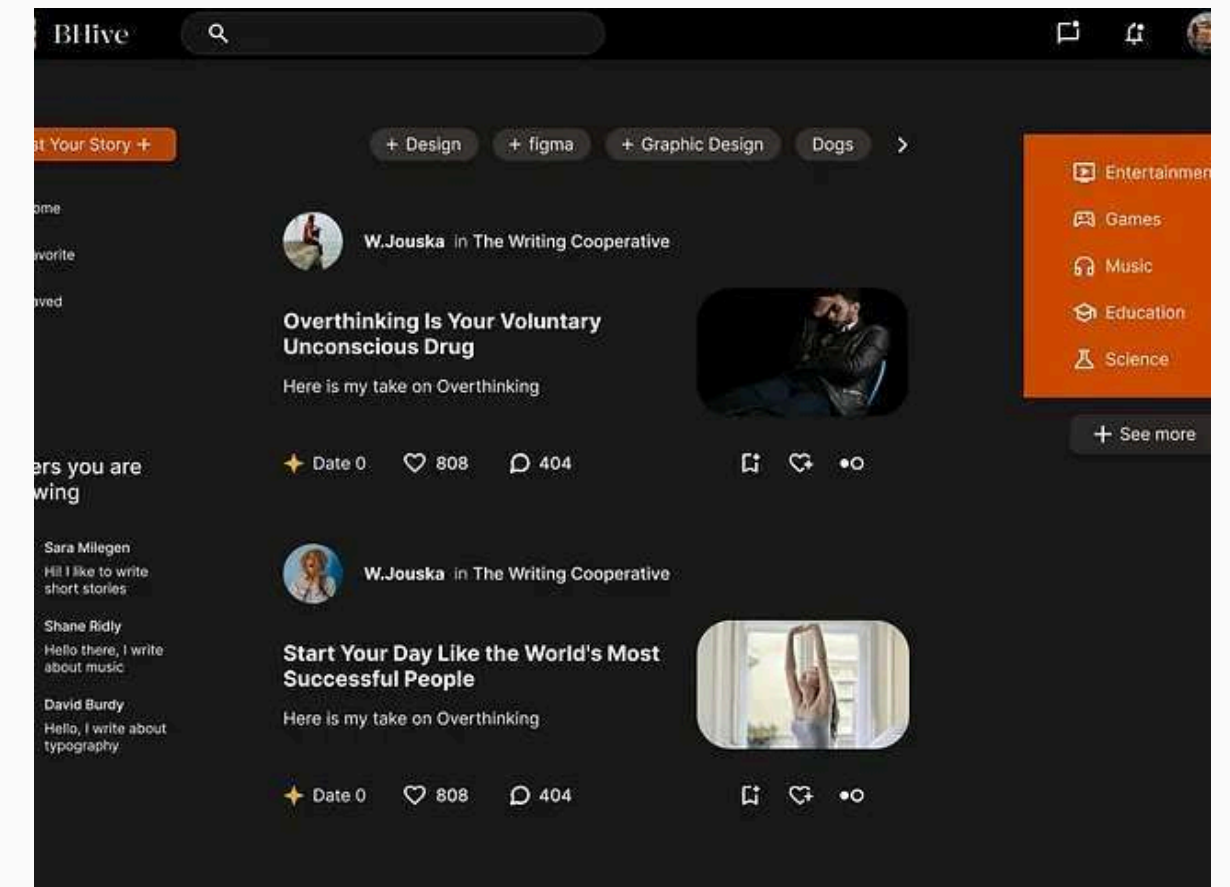 BHive
st Your Story +
+ Design
+ figma
+ Graphic Design
Dogs
ome
avorite
aved
ers you are
wing
Sara Milegen
Hi! I like to write
short stories
Shane Ridly
Hello there, I write
about music
David Burdy
Hello, I write about
typography
W.Jouska in The Writing Cooperative
Overthinking Is Your Voluntary
Unconscious Drug
Here is my take on Overthinking
Date 0
808
404
W.Jouska in The Writing Cooperative
Start Your Day Like the World's Most
Successful People
Here is my take on Overthinking
Date 0
808
404
Entertainmen
Games
Music
Education
Science
+ See more